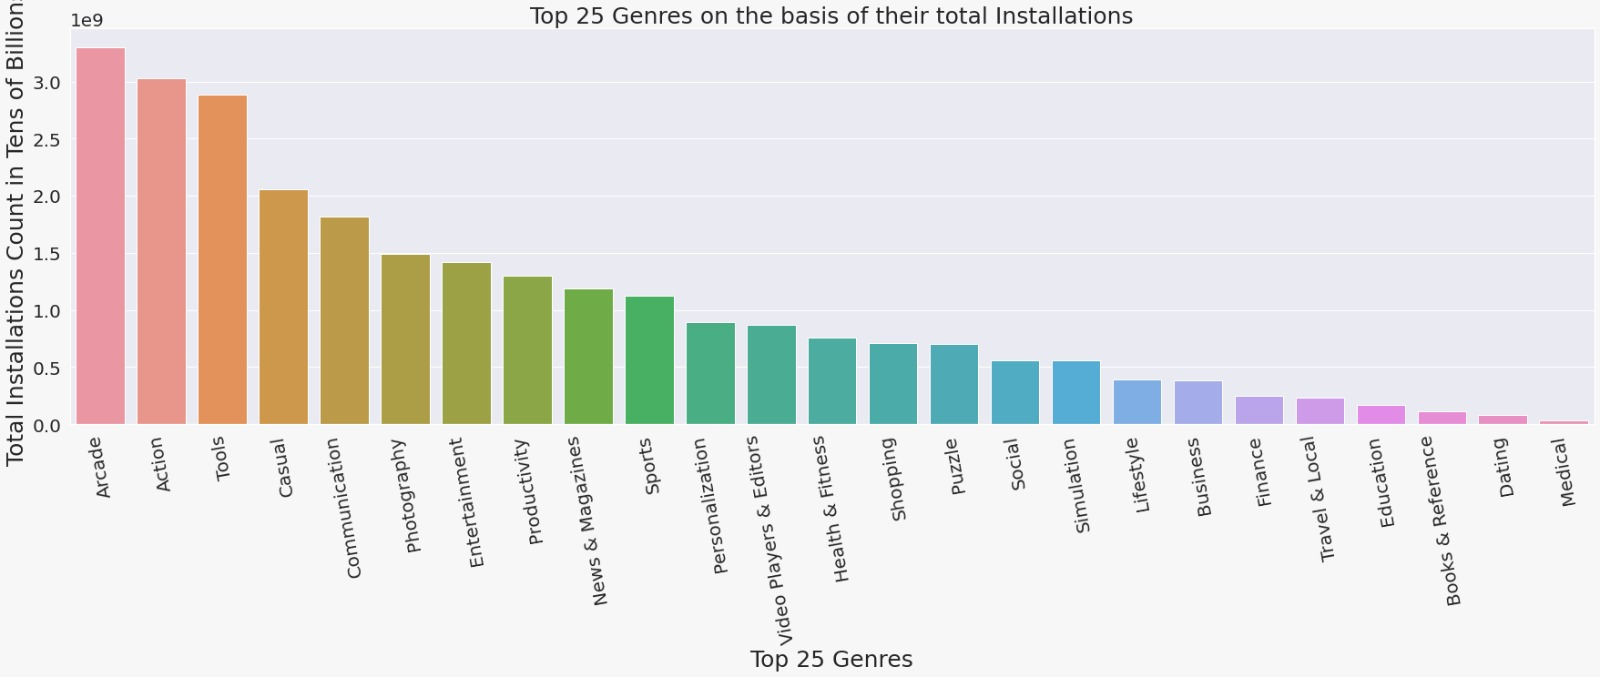 Top 25 Genres on the basis of their total Installations
1e9
Total Installations Count in Tens of Billion
3.0
2.5
2.0
1.5
1.0
0.5
0.0
Arcade
Action
Tools
Casual
Communication
Photography
Entertainment
Productivity
News & Magazines
Sports
Personalization
Video Players & Editors
Health & Fitness
Shopping
Puzzle
Social
Simulation
Lifestyle
Business
Finance
Travel & Local
Education
Books & Reference
Dating
Medical
Top 25 Genres